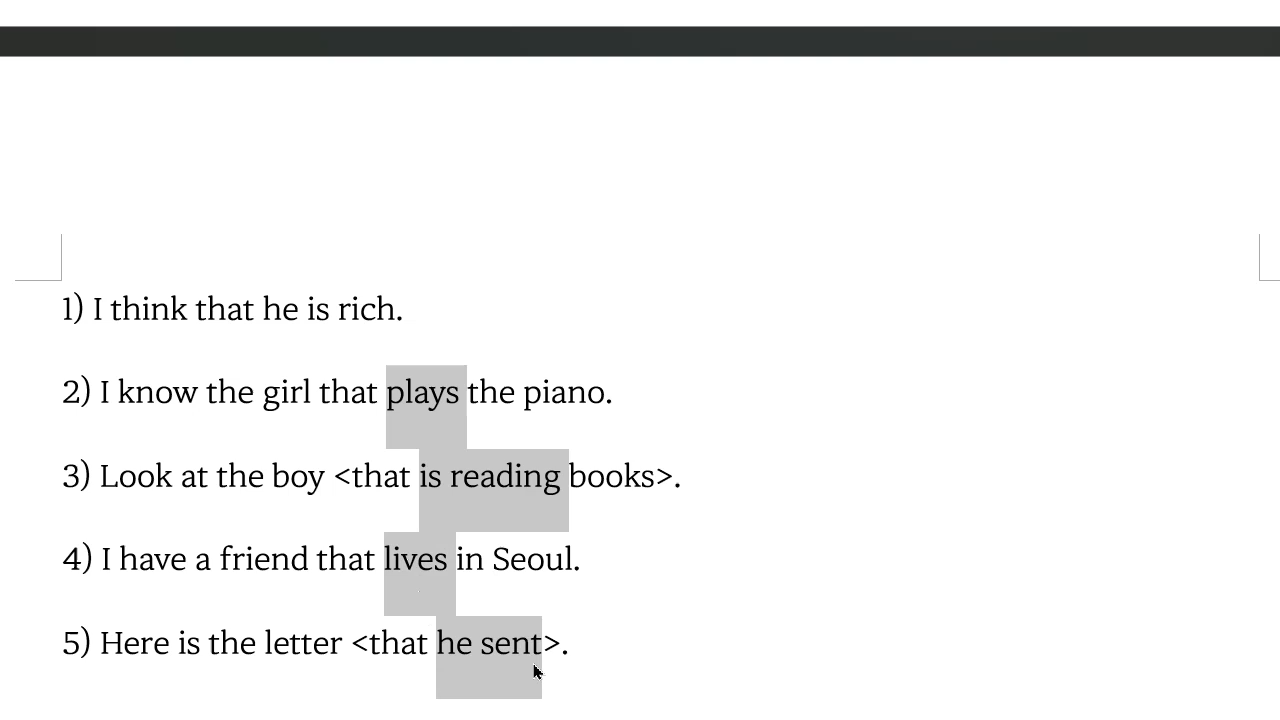 1) I think that he is rich.
2) I know the girl that plays the piano.
3) Look at the boy <that is reading books>.
4) I have a friend that lives in Seoul.
5) Here is the letter <that he sent>.